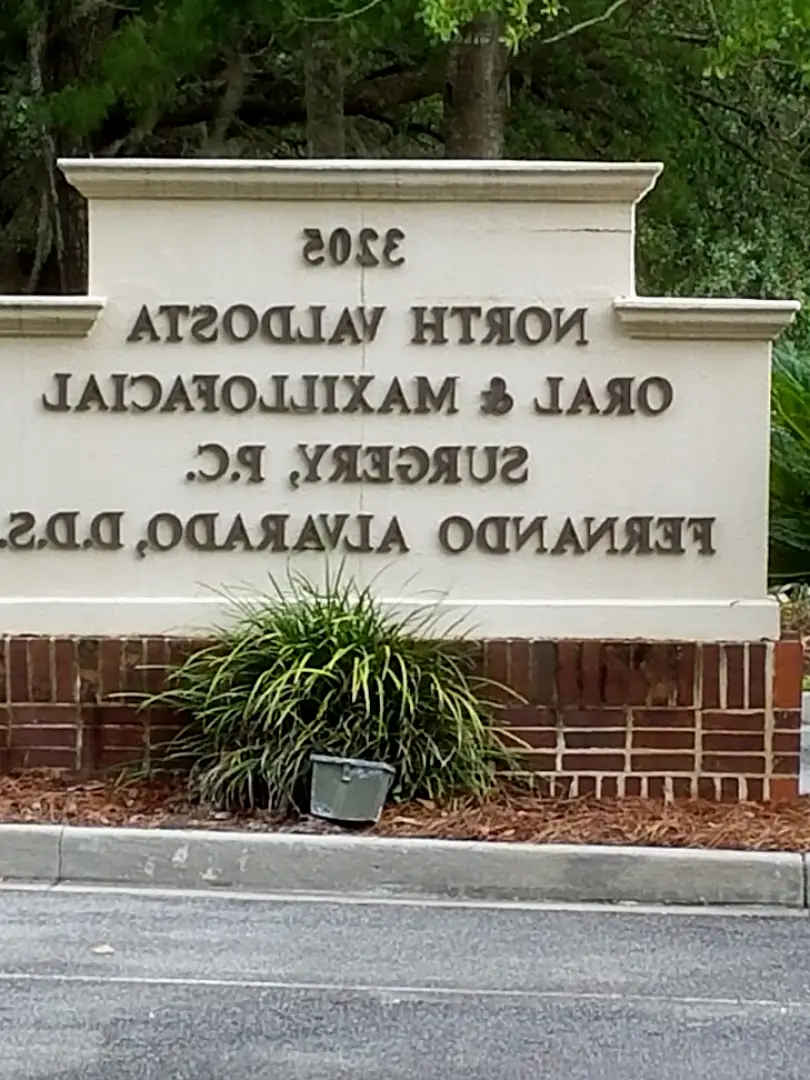 3205
NORTH VALDOSTA
ORAL & MAXILLOFACIAL
SURGERY, P.C.
FERNANDO ALVARADO, D.D.S.